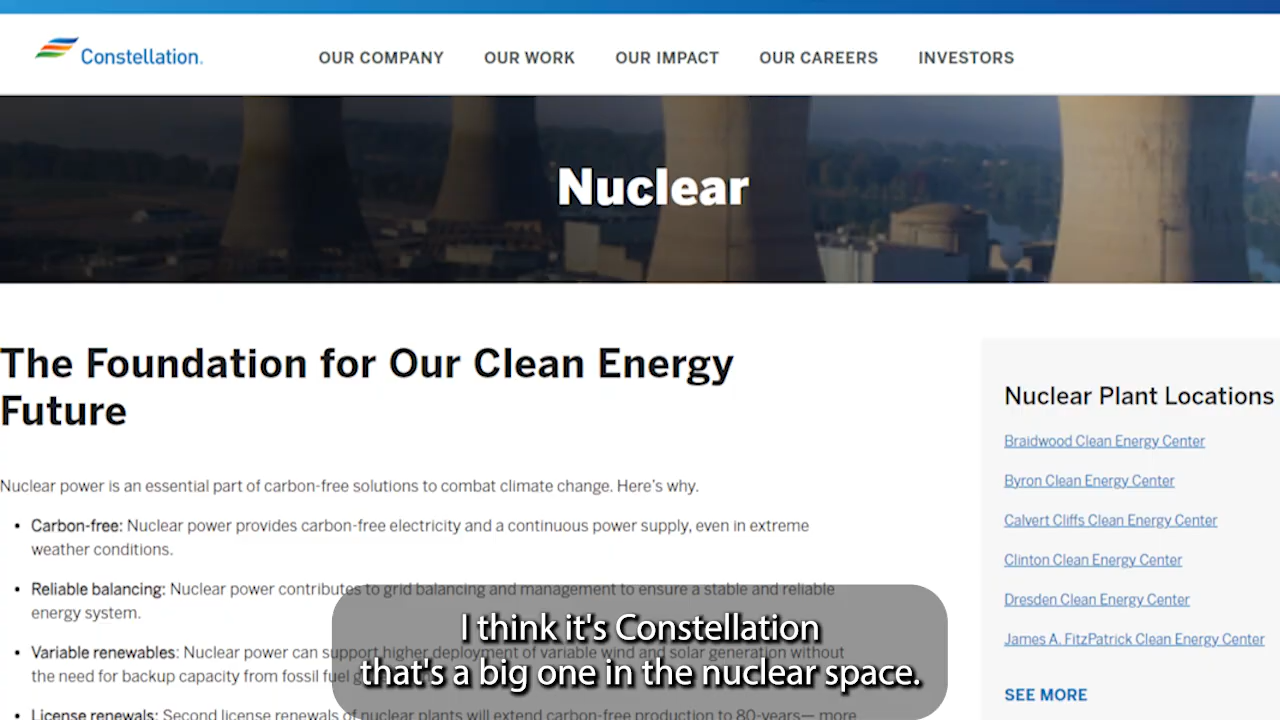 Constellation.
OUR COMPANY OUR WORK OUR IMPACT OUR CAREERS INVESTORS
Nuclear
The Foundation for Our Clean Energy
Future
Nuclear power is an essential part of carbon-free solutions to combat climate change. Here's why.
• Carbon-free: Nuclear power provides carbon-free electricity and a continuous power supply, even in extreme
weather conditions.
• Reliable balancing: Nuclear power contributes to grid balancing and management to ensure a stable and reliable
energy system.
• Variable renewables: Nuclear power can support higher deployment of variable wind and solar generation without
the need for backup capacity from fossil fuel
• License renewals: Second license renewals of nuclear plants will extend carbon-free production to 80-years— more
Nuclear Plant Locations
Braidwood Clean Energy Center
Byron Clean Energy Center
Calvert Cliffs Clean Energy Center
Clinton Clean Energy Center
Dresden Clean Energy Center
James A. FitzPatrick Clean Energy Center
SEE MORE
I think it's Constellation
that's a big one in the nuclear space.